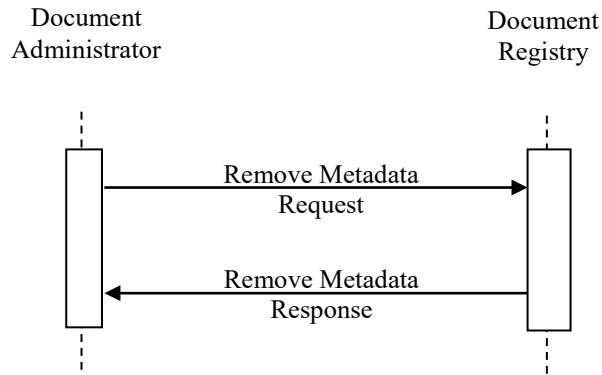 Document
Administrator
Document
Registry
Remove Metadata
Request
Remove Metadata
Response